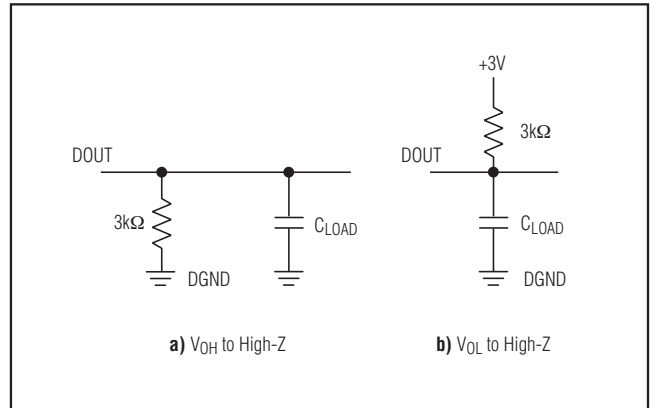 DOUT
3kΩ
DGND
CLOAD
a) VOH to High-Z
+3V
3kΩ
DOUT
CLOAD
DGND
b) VOL to High-Z